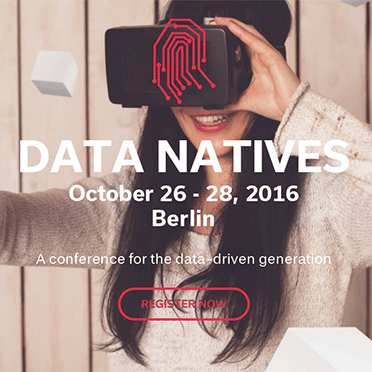 DATA NATIVES
October 26 - 28, 2016
Berlin
A conference for the data-driven generation
REGISTER NOW